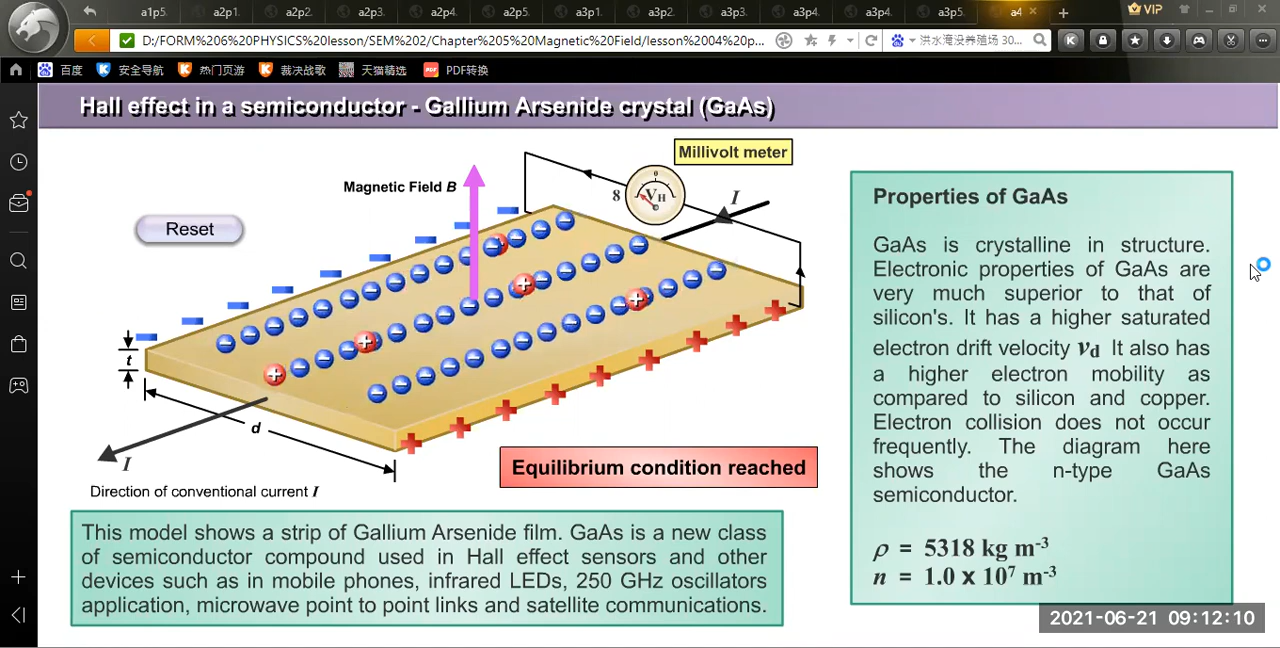 a1p5
a2p1.
a2p2.
a2p3.
a2p4.
a2p5.
a3p1.
a3p2.
a3p3.
a3p4.
a3p4.
a3p5.
a4
VIP
D:/FORM%206%20PHYSICS%20lesson/SEM%202/Chapter%205%20Magnetic%20Field/lesson%2004%20p...
洪水淹没养殖场 30...
百度
安全导航
热门页游
裁决战歌
天猫精选
PDF转换
Hall effect in a semiconductor - Gallium Arsenide crystal (GaAs)
Millivolt meter
Magnetic Field B
0
8
VH
I
Reset
t
d
I
Direction of conventional current I
Equilibrium condition reached
This model shows a strip of Gallium Arsenide film. GaAs is a new class
of semiconductor compound used in Hall effect sensors and other
devices such as in mobile phones, infrared LEDs, 250 GHz oscillators
application, microwave point to point links and satellite communications.
Properties of GaAs
GaAs is crystalline in structure.
Electronic properties of GaAs are
very much superior to that of
silicon's. It has a higher saturated
electron drift velocity vd It also has
a higher electron mobility as
compared to silicon and copper.
Electron collision does not occur
frequently. The diagram here
shows the n-type GaAs
semiconductor.
ρ = 5318 kg m⁻³
n = 1.0 x 10⁷ m⁻³
2021-06-21 09:12:10